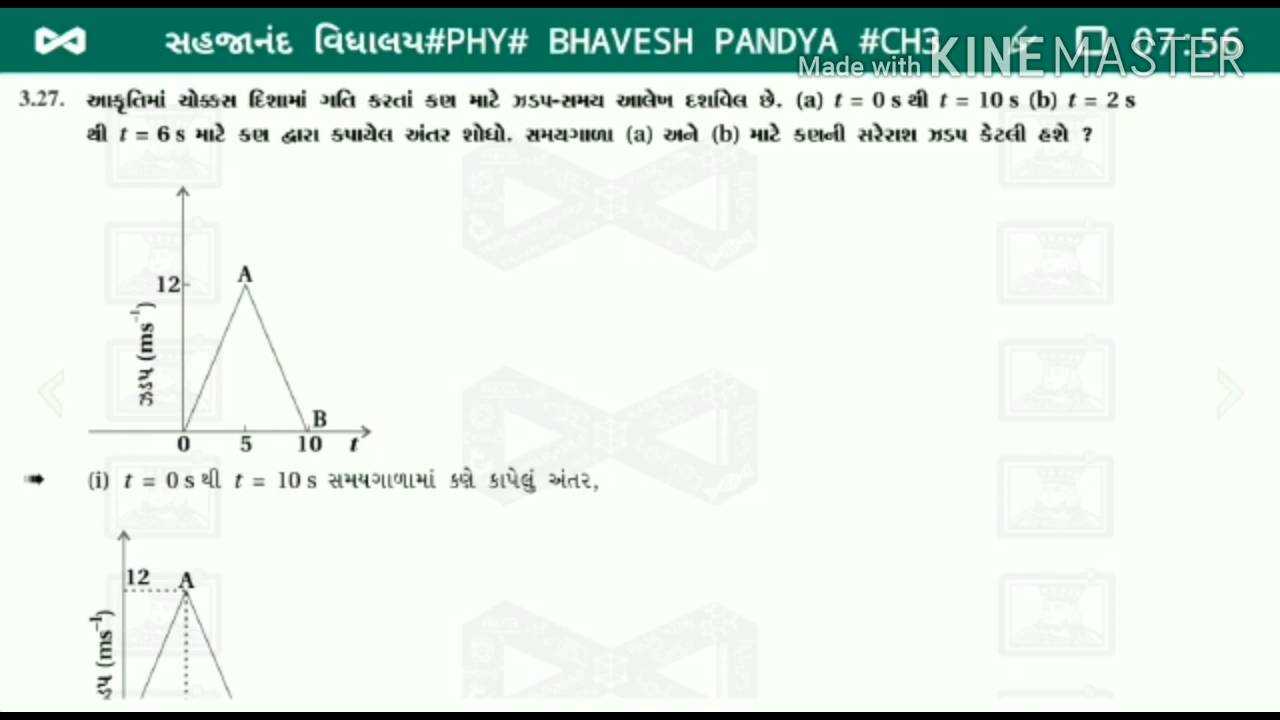 સહજાનંદ વિધાલય#PHY# BHAVESH PANDYA #CH3 07:56
Made with KINEMASTER
3.27. આકૃતિમાં ચોક્કસ દિશામાં ગતિ કરતાં કણ માટે ઝડપ-સમય આલેખ દર્શાવેલ છે. (a) t = 0 s થી t = 10 s (b) t = 2 s
થી t = 6 s માટે કણ દ્વારા કપાયેલ અંતર શોધો. સમયગાળા (a) અને (b) માટે કણની સરેરાશ ઝડપ કેટલી હશે ?
A
12
ઝડપ (ms⁻¹)
B
0 5 10 t
➠ (i) t = 0 s થી t = 10 s સમયગાળામાં કણે કાપેલું અંતર,
12 A
ડપ (ms⁻¹)